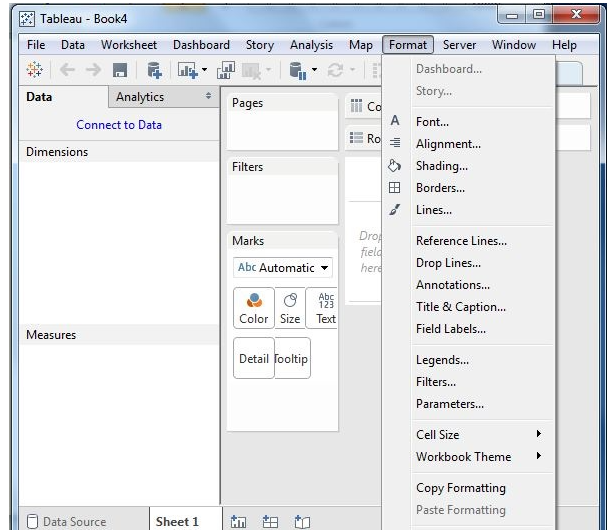 Tableau - Book4
File Data Worksheet Dashboard Story Analysis Map Format Server Window Help
Data Analytics
Connect to Data
Dimensions
Measures
Pages
Filters
Marks
Abc Automatic
Color Size Abc 123 Text
Detail Tooltip
Co
Ro
Drop
field
here
Dashboard...
Story...
A Font...
Alignment...
Shading...
Borders...
Lines...
Reference Lines...
Drop Lines...
Annotations...
Title & Caption...
Field Labels...
Legends...
Filters...
Parameters...
Cell Size
Workbook Theme
Copy Formatting
Paste Formatting
Data Source Sheet 1